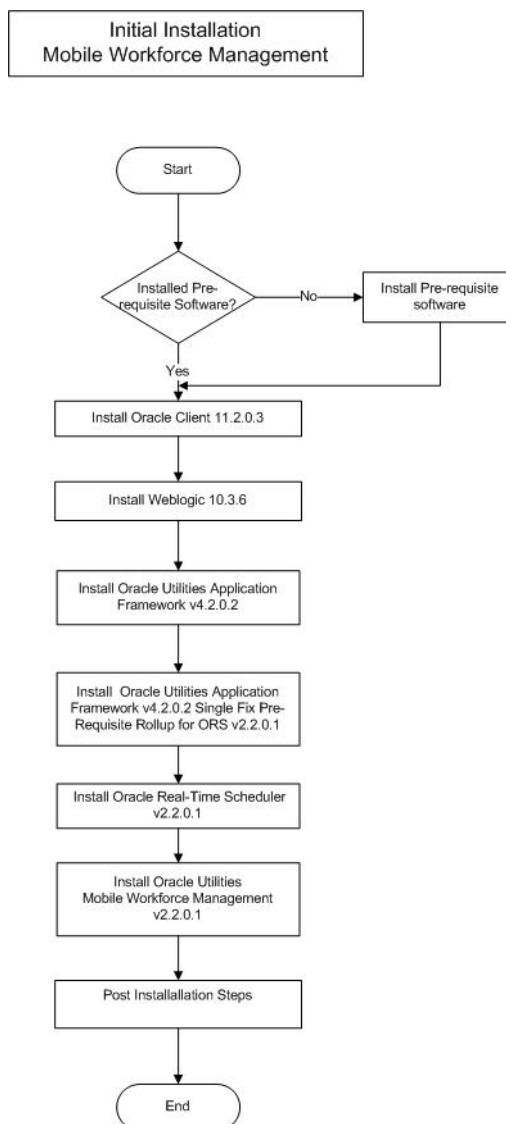 Initial Installation
Mobile Workforce Management
Start
Installed Pre-
requisite Software?
No
Install Pre-requisite
software
Yes
Install Oracle Client 11.2.0.3
Install Weblogic 10.3.6
Install Oracle Utilities Application
Framework v4.2.0.2
Install Oracle Utilities Application
Framework v4.2.0.2 Single Fix Pre-
Requisite Rollup for ORS v2.2.0.1
Install Oracle Real-Time Scheduler
v2.2.0.1
Install Oracle Utilities
Mobile Workforce Management
v2.2.0.1
Post Installallation Steps
End